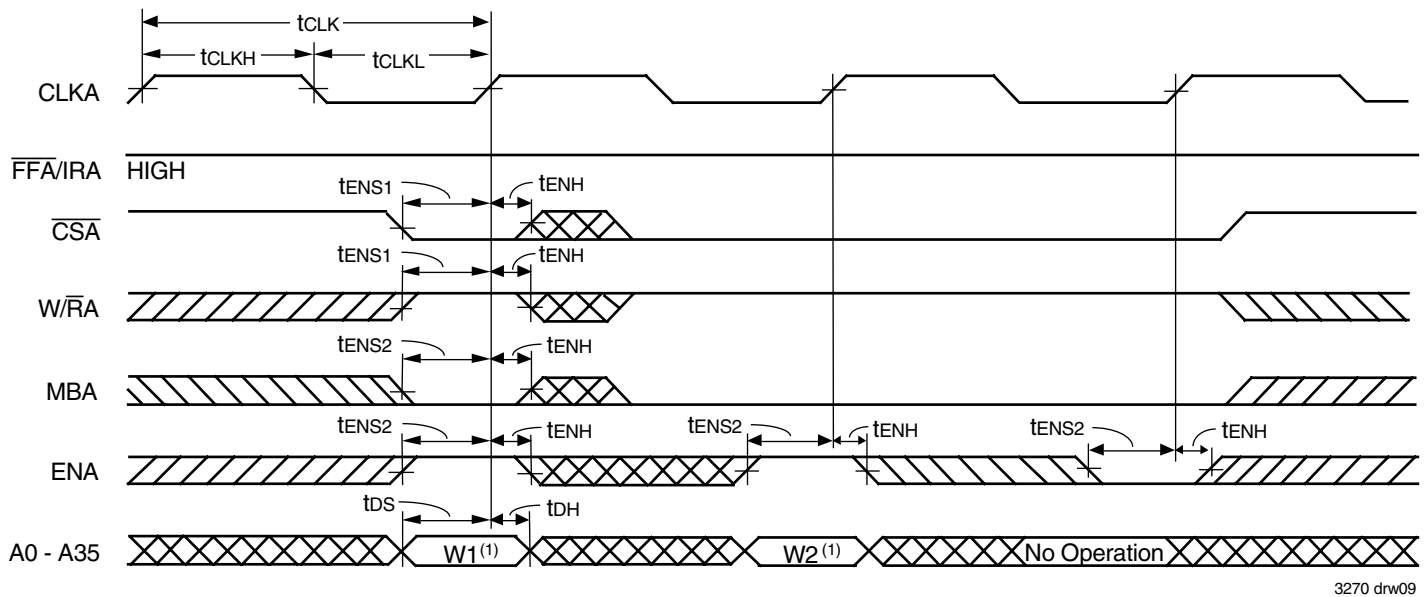 tCLK
tCLKH tCLKL
CLKA
FFA/IRA HIGH
tENS1 tENH
CSA
tENS1 tENH
W/RA
tENS2 tENH
MBA
tENS2 tENH tENS2 tENH tENS2 tENH
ENA
tDS tDH
A0 - A35 W1(1) W2(1) No Operation
3270 drw09